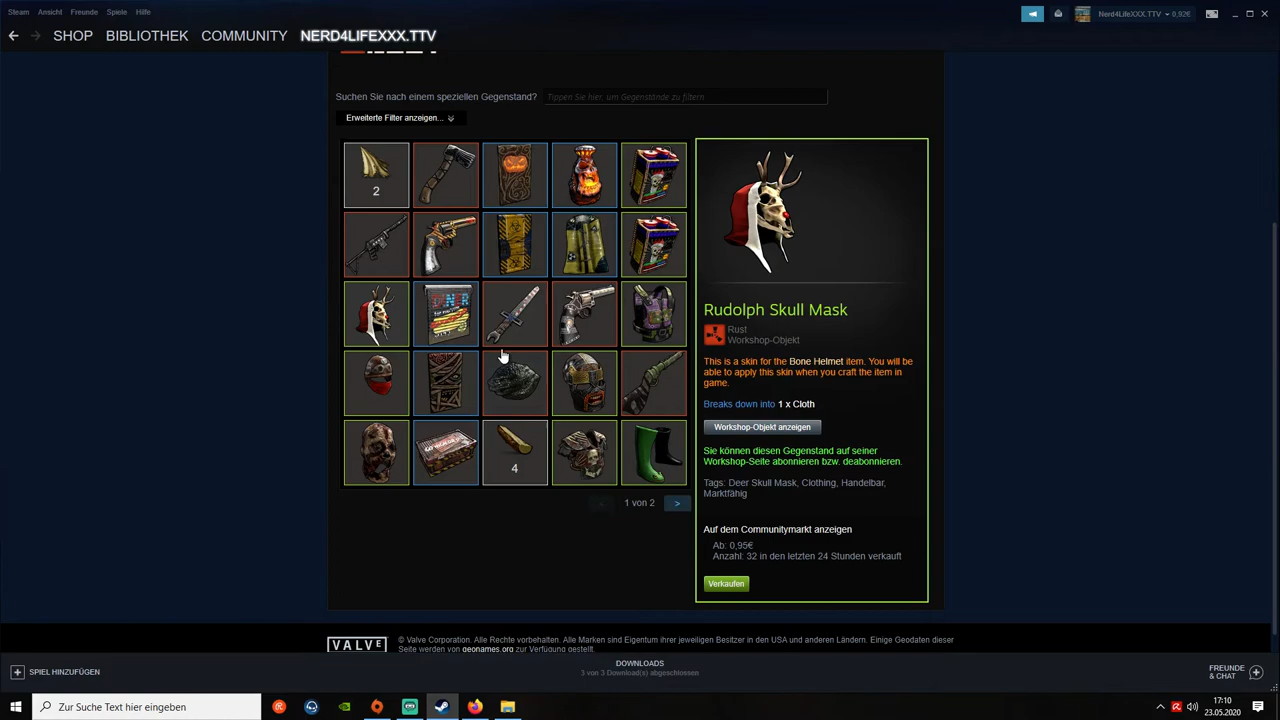 Steam Ansicht Freunde Spiele Hilfe
Nerd4LifeXXX.TTV 0,92€
SHOP BIBLIOTHEK COMMUNITY NERD4LIFEXXX.TTV
Suchen Sie nach einem speziellen Gegenstand? Tippen Sie hier, um Gegenstände zu filtern
Erweiterte Filter anzeigen...
2
4
1 von 2 >
Rudolph Skull Mask
Rust
Workshop-Objekt
This is a skin for the Bone Helmet item. You will be
able to apply this skin when you craft the item in
game.
Breaks down into 1 x Cloth
Workshop-Objekt anzeigen
Sie können diesen Gegenstand auf seiner
Workshop-Seite abonnieren bzw. deabonnieren.
Tags: Deer Skull Mask, Clothing, Handelbar,
Marktfähig
Auf dem Communitymarkt anzeigen
Ab: 0,95€
Anzahl: 32 in den letzten 24 Stunden verkauft
Verkaufen
VALVE
© Valve Corporation. Alle Rechte vorbehalten. Alle Marken sind Eigentum ihrer jeweiligen Besitzer in den USA und anderen Ländern. Einige Geodaten dieser
Seite werden von geonames.org zur Verfügung gestellt.
+ SPIEL HINZUFÜGEN
DOWNLOADS
3 von 3 Download(s) abgeschlossen
FREUNDE
& CHAT +
Zur Suche Text hier eingeben
17:10
23.05.2020